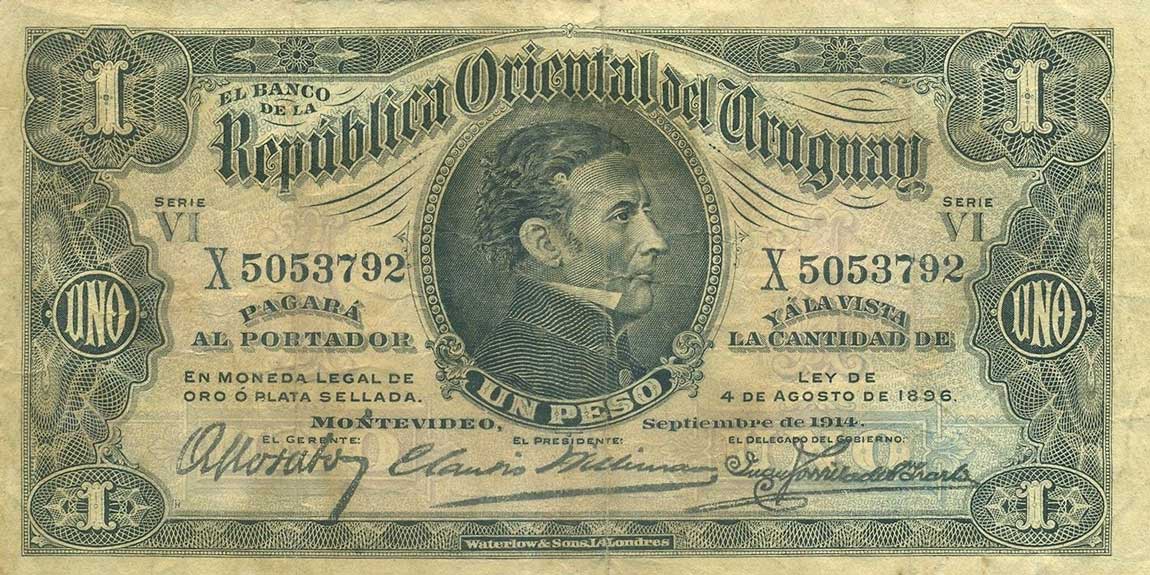 1 1
EL BANCO
DE LA
República Oriental del Uruguay
SERIE
VI
SERIE
VI
X 5053792
X 5053792
UNO
UNO
PAGARÁ
AL PORTADOR
Y Á LA VISTA
LA CANTIDAD DE
EN MONEDA LEGAL DE
ORO Ó PLATA SELLADA.
UN PESO
LEY DE
4 DE AGOSTO DE 1896.
MONTEVIDEO, Septiembre de 1914.
EL GERENTE: EL PRESIDENTE: EL DELEGADO DEL GOBIERNO:
1 1
H
Waterlow & Sons Ld Londres